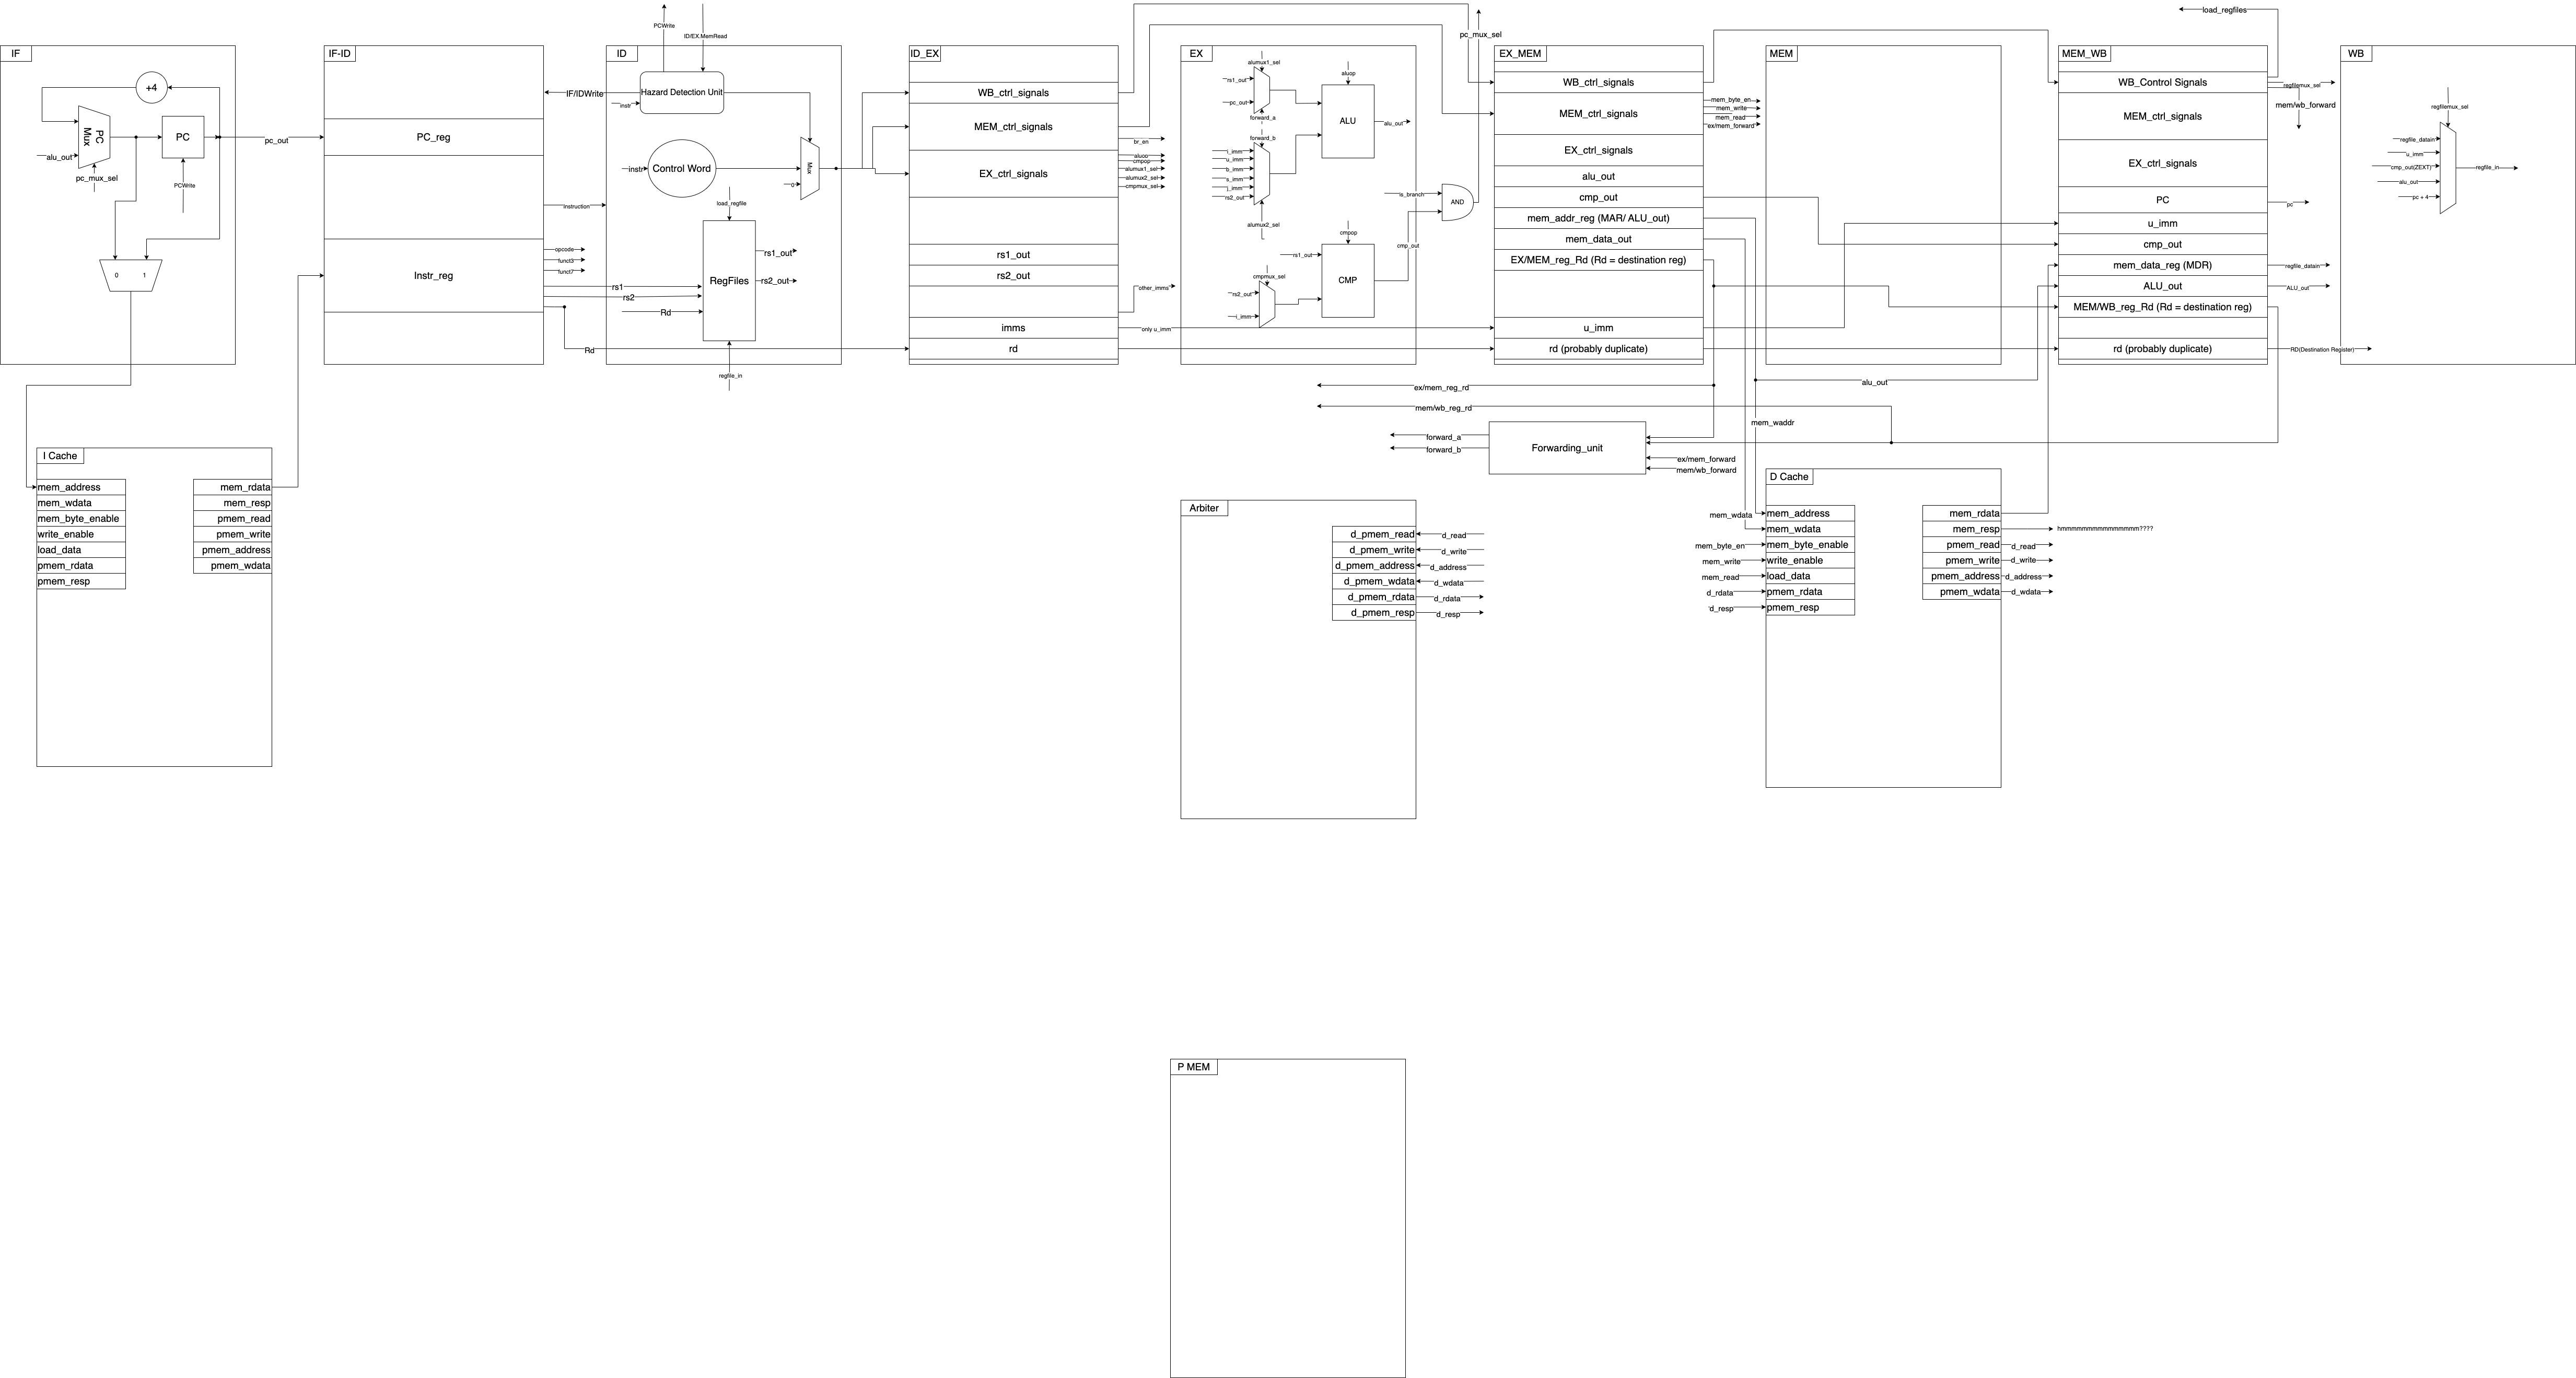 IF
+4
PC Mux
PC
alu_out
pc_mux_sel
PCWrite
0
1
pc_out
IF-ID
PC_reg
Instr_reg
instruction
opcode
funct3
funct7
rs1
rs2
Rd
Rd
PCWrite
ID/EX.MemRead
ID
Hazard Detection Unit
IF/IDWrite
instr
instr
Control Word
Mux
0
load_regfile
RegFiles
rs1_out
rs2_out
regfile_in
ID_EX
WB_ctrl_signals
MEM_ctrl_signals
EX_ctrl_signals
rs1_out
rs2_out
imms
rd
br_en
aluop
cmpop
alumux1_sel
alumux2_sel
cmpmux_sel
other_imms
only u_imm
EX
alumux1_sel
rs1_out
pc_out
forward_a
forward_b
i_imm
u_imm
b_imm
s_imm
j_imm
rs2_out
alumux2_sel
aluop
ALU
alu_out
cmpop
rs1_out
CMP
cmpmux_sel
rs2_out
i_imm
is_branch
cmp_out
AND
pc_mux_sel
EX_MEM
WB_ctrl_signals
MEM_ctrl_signals
EX_ctrl_signals
alu_out
cmp_out
mem_addr_reg (MAR/ ALU_out)
mem_data_out
EX/MEM_reg_Rd (Rd = destination reg)
u_imm
rd (probably duplicate)
mem_byte_en
mem_write
mem_read
ex/mem_forward
MEM
load_regfiles
MEM_WB
WB_Control Signals
MEM_ctrl_signals
EX_ctrl_signals
PC
u_imm
cmp_out
mem_data_reg (MDR)
ALU_out
MEM/WB_reg_Rd (Rd = destination reg)
rd (probably duplicate)
regfilemux_sel
mem/wb_forward
pc
regfile_datain
ALU_out
RD(Destination Register)
WB
regfilemux_sel
regfile_datain
u_imm
cmp_out(ZEXT)
alu_out
pc + 4
regfile_in
ex/mem_reg_rd
mem/wb_reg_rd
alu_out
mem_waddr
forward_a
forward_b
Forwarding_unit
ex/mem_forward
mem/wb_forward
I Cache
mem_address
mem_wdata
mem_byte_enable
write_enable
load_data
pmem_rdata
pmem_resp
mem_rdata
mem_resp
pmem_read
pmem_write
pmem_address
pmem_wdata
Arbiter
d_pmem_read
d_pmem_write
d_pmem_address
d_pmem_wdata
d_pmem_rdata
d_pmem_resp
d_read
d_write
d_address
d_wdata
d_rdata
d_resp
D Cache
mem_wdata
mem_byte_en
mem_write
mem_read
d_rdata
d_resp
mem_address
mem_wdata
mem_byte_enable
write_enable
load_data
pmem_rdata
pmem_resp
mem_rdata
mem_resp
pmem_read
pmem_write
pmem_address
pmem_wdata
d_read
d_write
d_address
d_wdata
P MEM